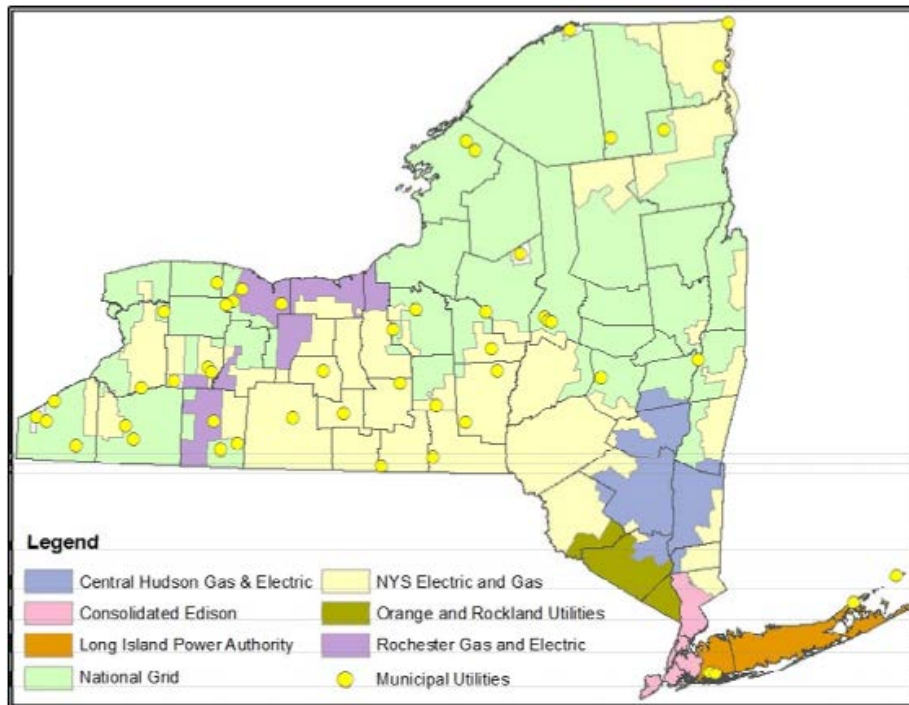 Legend
Central Hudson Gas & Electric
Consolidated Edison
Long Island Power Authority
National Grid
NYS Electric and Gas
Orange and Rockland Utilities
Rochester Gas and Electric
Municipal Utilities